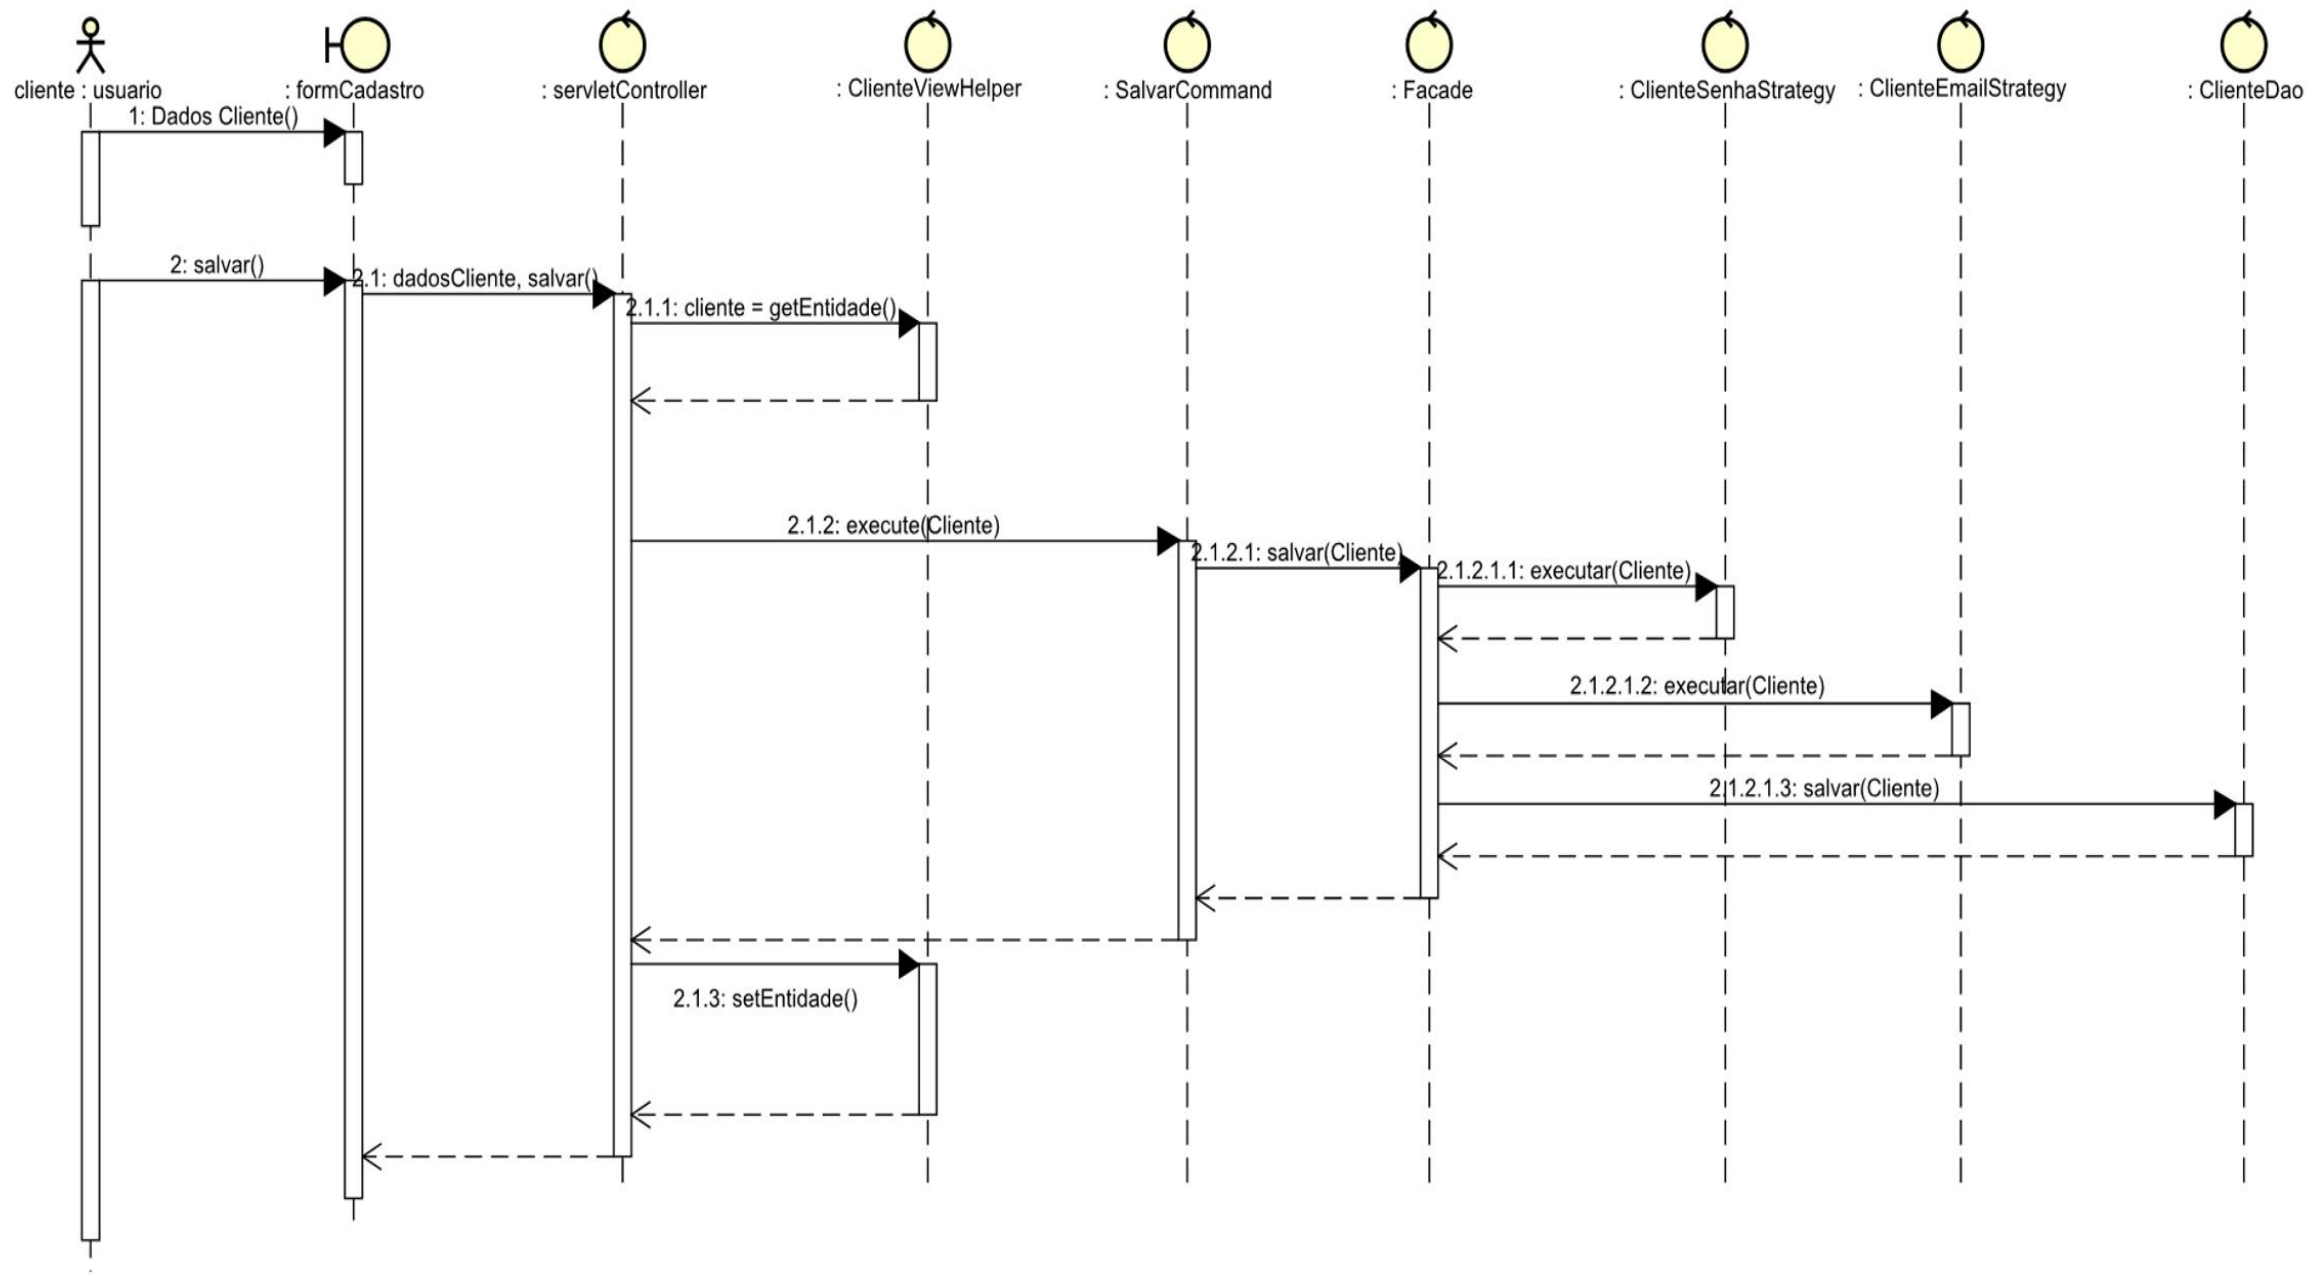 cliente : usuario
: formCadastro
: servletController
: ClienteViewHelper
: SalvarCommand
: Facade
: ClienteSenhaStrategy
: ClienteEmailStrategy
: ClienteDao
1: Dados Cliente()
2: salvar()
2.1: dadosCliente, salvar()
2.1.1: cliente = getEntidade()
2.1.2: execute(Cliente)
2.1.2.1: salvar(Cliente)
2.1.2.1.1: executar(Cliente)
2.1.2.1.2: executar(Cliente)
2.1.2.1.3: salvar(Cliente)
2.1.3: setEntidade()